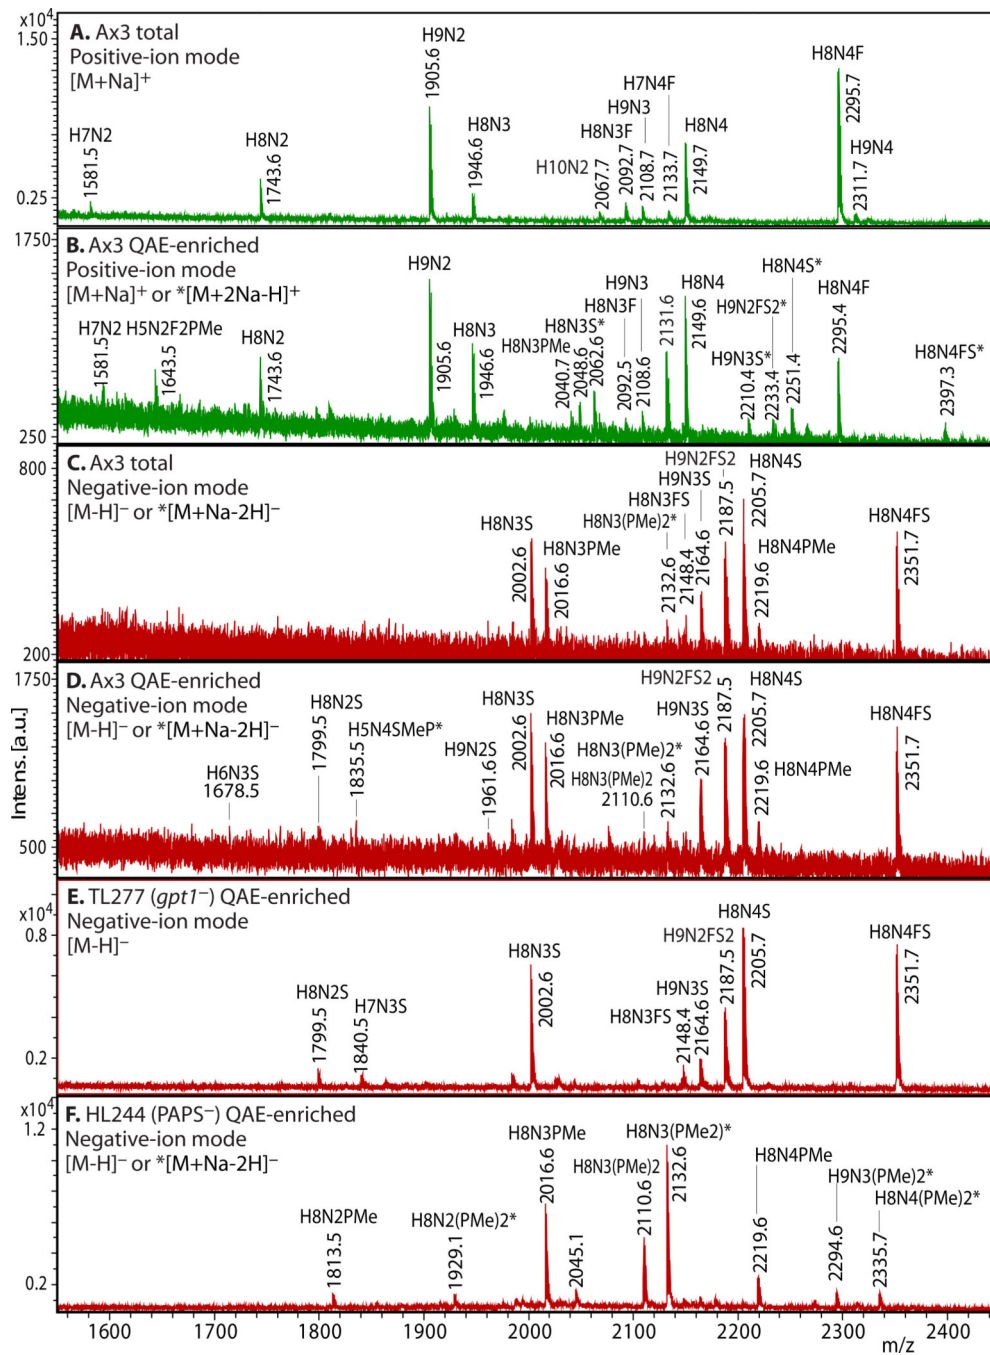 x10⁴
1.50
0.25
A. Ax3 total
Positive-ion mode
[M+Na]⁺
H7N2
1581.5
H8N2
1743.6
H9N2
1905.6
H8N3
1946.6
H10N2
2067.7
H8N3F
2092.7
H9N3
2108.7
H7N4F
2133.7
H8N4
2149.7
H8N4F
2295.7
H9N4
2311.7
1750
250
B. Ax3 QAE-enriched
Positive-ion mode
[M+Na]⁺ or *[M+2Na-H]⁺
H7N2
1581.5
H5N2F2PMe
1643.5
H8N2
1743.6
H9N2
1905.6
H8N3
1946.6
H8N3PMe
2040.7
2048.6
H8N3S*
2062.6
H8N3F
2092.5
H9N3
2108.6
2131.6
H8N4
2149.6
H9N3S*
2210.4
H9N2FS2*
2233.4
H8N4S*
2251.4
H8N4F
2295.4
H8N4FS*
2397.3
800
200
C. Ax3 total
Negative-ion mode
[M-H]⁻ or *[M+Na-2H]⁻
H8N3S
2002.6
H8N3PMe
2016.6
H8N3(PMe)2*
2132.6
H8N3FS
2148.4
H9N3S
2164.6
H9N2FS2
2187.5
H8N4S
2205.7
H8N4PMe
2219.6
H8N4FS
2351.7
1750
500
Intens. [a.u.]
D. Ax3 QAE-enriched
Negative-ion mode
[M-H]⁻ or *[M+Na-2H]⁻
H6N3S
1678.5
H8N2S
1799.5
H5N4SMeP*
1835.5
H9N2S
1961.6
H8N3S
2002.6
H8N3PMe
2016.6
H8N3(PMe)2
2110.6
H8N3(PMe)2*
2132.6
H9N3S
2164.6
H9N2FS2
2187.5
H8N4S
2205.7
H8N4PMe
2219.6
H8N4FS
2351.7
x10⁴
0.8
0.2
E. TL277 (gpt1⁻) QAE-enriched
Negative-ion mode
[M-H]⁻
H8N2S
1799.5
H7N3S
1840.5
H8N3S
2002.6
H8N3FS
2148.4
H9N3S
2164.6
H9N2FS2
2187.5
H8N4S
2205.7
H8N4FS
2351.7
x10⁴
1.2
0.2
F. HL244 (PAPS⁻) QAE-enriched
Negative-ion mode
[M-H]⁻ or *[M+Na-2H]⁻
H8N2PMe
1813.5
H8N2(PMe)2*
1929.1
H8N3PMe
2016.6
2045.1
H8N3(PMe)2
2110.6
H8N3(PMe2)*
2132.6
H8N4PMe
2219.6
H9N3(PMe)2*
2294.6
H8N4(PMe)2*
2335.7
1600 1700 1800 1900 2000 2100 2200 2300 2400
m/z